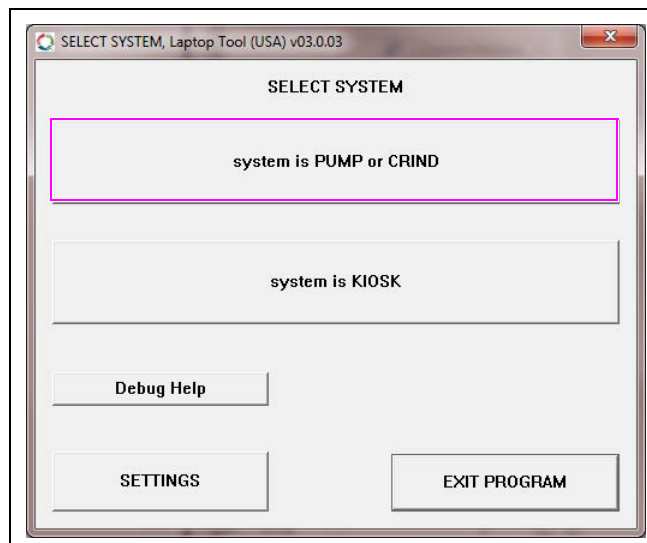 SELECT SYSTEM, Laptop Tool (USA) v03.0.03
SELECT SYSTEM
system is PUMP or CRIND
system is KIOSK
Debug Help
SETTINGS
EXIT PROGRAM